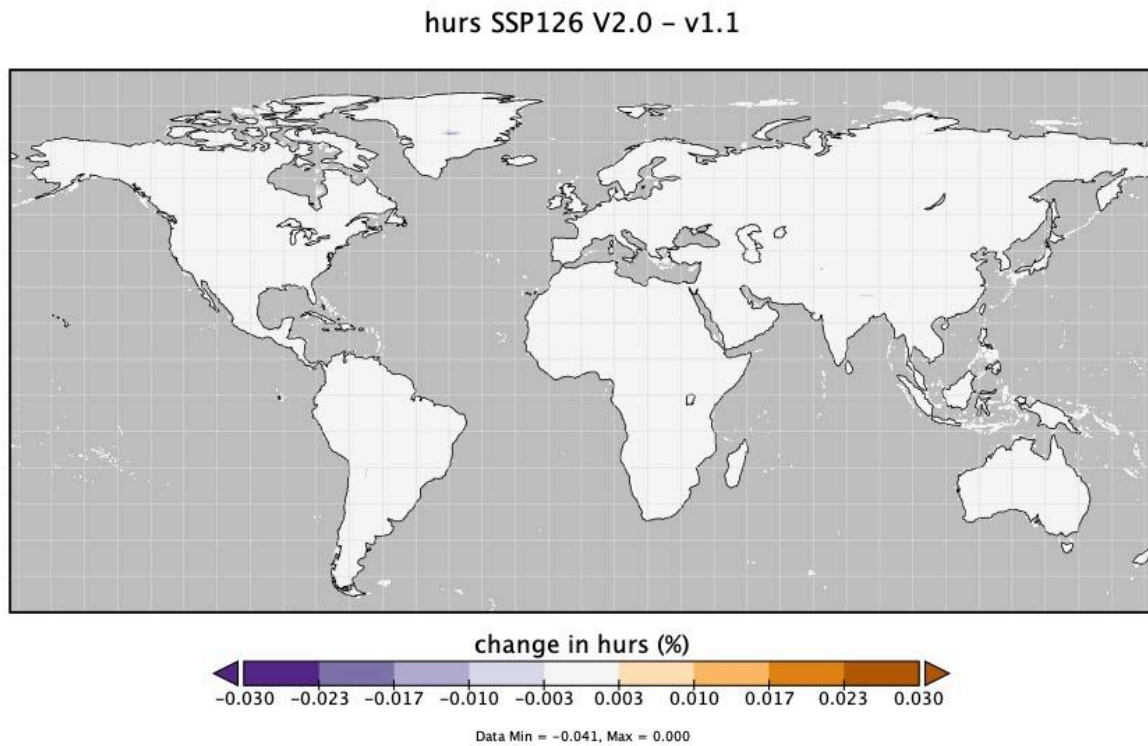 hurs SSP126 V2.0 – v1.1
change in hurs (%)
−0.030 −0.023 −0.017 −0.010 −0.003 0.003 0.010 0.017 0.023 0.030
Data Min = −0.041, Max = 0.000